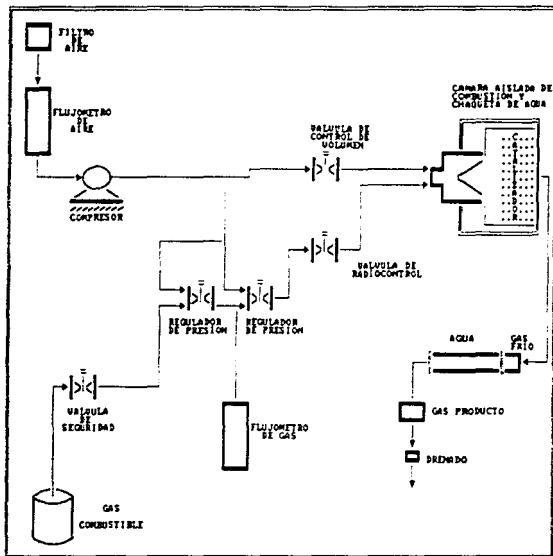 FILTRO
DE
AIRE
FLUJOMETRO
DE
AIRE
COMPRESOR
VALVULA DE
CONTROL DE
VOLUMEN
CAMARA AISLADA DE
COMBUSTION Y
CHAQUETA DE AGUA
CATALIZADOR
VALVULA DE
RADIOCONTROL
REGULADOR
DE PRESION
REGULADOR
DE PRESION
VALVULA
DE
SEGURIDAD
FLUJOMETRO
DE GAS
AGUA
GAS
FRIO
GAS PRODUCTO
DRENADO
GAS
COMBUSTIBLE